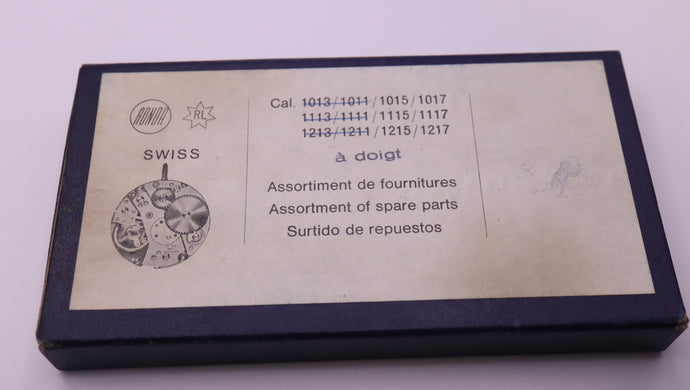 RONDA RL
SWISS
Cal. 1013/1011/1015/1017
1113/1111/1115/1117
1213/1211/1215/1217
à doigt
Assortiment de fournitures
Assortment of spare parts
Surtido de repuestos